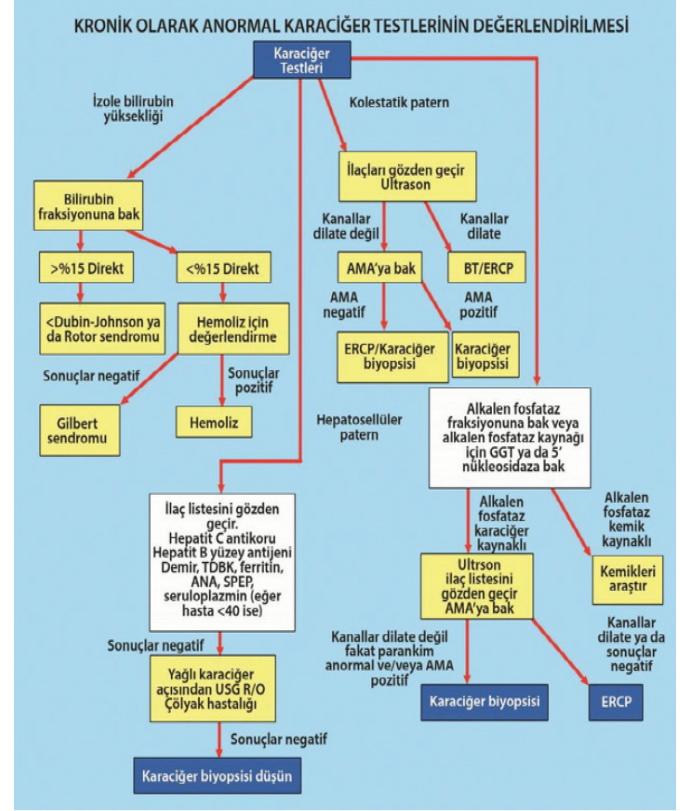 KRONİK OLARAK ANORMAL KARACİĞER TESTLERİNİN DEĞERLENDİRİLMESİ
Karaciğer
Testleri
İzole bilirubin
yüksekliği
Kolestatik patern
Bilirubin
fraksiyonuna bak
İlaçları gözden geçir
Ultrason
Kanallar
dilate değil
Kanallar
dilate
>%15 Direkt
<%15 Direkt
AMA'ya bak
BT/ERCP
AMA
negatif
AMA
pozitif
<Dubin-Johnson ya
da Rotor sendromu
Hemoliz için
değerlendirme
ERCP/Karaciğer
biyopsisi
Karaciğer
biyopsisi
Sonuçlar negatif
Sonuçlar
pozitif
Gilbert
sendromu
Hemoliz
Hepatosellüler
patern
Alkalen fosfataz
fraksiyonuna bak veya
alkalen fosfataz kaynağı
için GGT ya da 5'
nükleosidaza bak
İlaç listesini gözden
geçir.
Hepatit C antikoru
Hepatit B yüzey antijeni
Demir, TDBK, ferritin,
ANA, SPEP,
seruloplazmin (eğer
hasta <40 ise)
Alkalen
fosfataz
karaciğer
kaynaklı
Alkalen
fosfataz
kemik
kaynaklı
Ultrson
ilaç listesini
gözden geçir
AMA'ya bak
Kemikleri
araştır
Sonuçlar negatif
Kanallar dilate değil
fakat parankim
anormal ve/veya AMA
pozitif
Kanallar
dilate ya da
sonuçlar
negatif
Yağlı karaciğer
açısından USG R/O
Çölyak hastalığı
Karaciğer biyopsisi
ERCP
Sonuçlar negatif
Karaciğer biyopsisi düşün